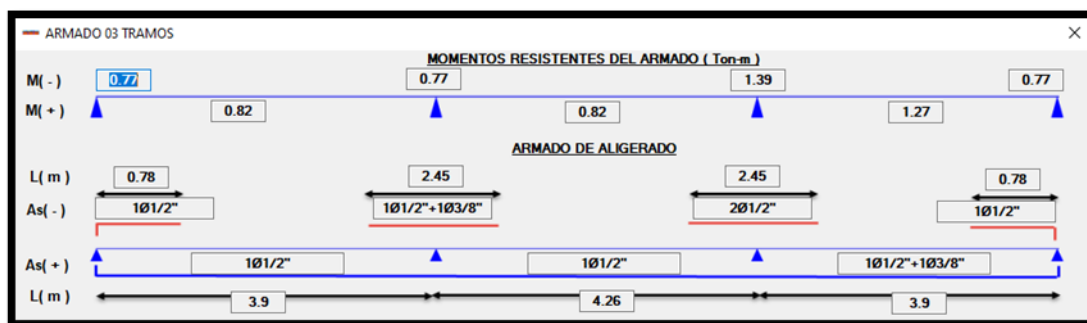 ARMADO 03 TRAMOS
MOMENTOS RESISTENTES DEL ARMADO ( Ton-m )
M( - ) 0.77 0.77 1.39 0.77
M( + ) 0.82 0.82 1.27
ARMADO DE ALIGERADO
L( m ) 0.78 2.45 2.45 0.78
As( - ) 1Ø1/2" 1Ø1/2"+1Ø3/8" 2Ø1/2" 1Ø1/2"
As( + ) 1Ø1/2" 1Ø1/2" 1Ø1/2"+1Ø3/8"
L( m ) 3.9 4.26 3.9